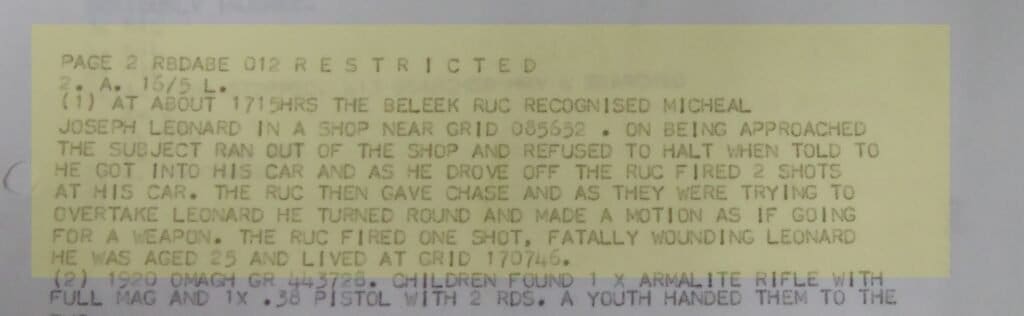 PAGE 2 RBDABE 012 R E S T R I C T E D
2. A. 16/5 L.
(1) AT ABOUT 1715HRS THE BELEEK RUC RECOGNISED MICHEAL
JOSEPH LEONARD IN A SHOP NEAR GRID 085652 . ON BEING APPROACHED
THE SUBJECT RAN OUT OF THE SHOP AND REFUSED TO HALT WHEN TOLD TO
HE GOT INTO HIS CAR AND AS HE DROVE OFF THE RUC FIRED 2 SHOTS
AT HIS CAR. THE RUC THEN GAVE CHASE AND AS THEY WERE TRYING TO
OVERTAKE LEONARD HE TURNED ROUND AND MADE A MOTION AS IF GOING
FOR A WEAPON. THE RUC FIRED ONE SHOT, FATALLY WOUNDING LEONARD
HE WAS AGED 25 AND LIVED AT GRID 170746.
(2) 1920 OMAGH GR 443728. CHILDREN FOUND 1 X ARMALITE RIFLE WITH
FULL MAG AND 1X .38 PISTOL WITH 2 RDS. A YOUTH HANDED THEM TO THE